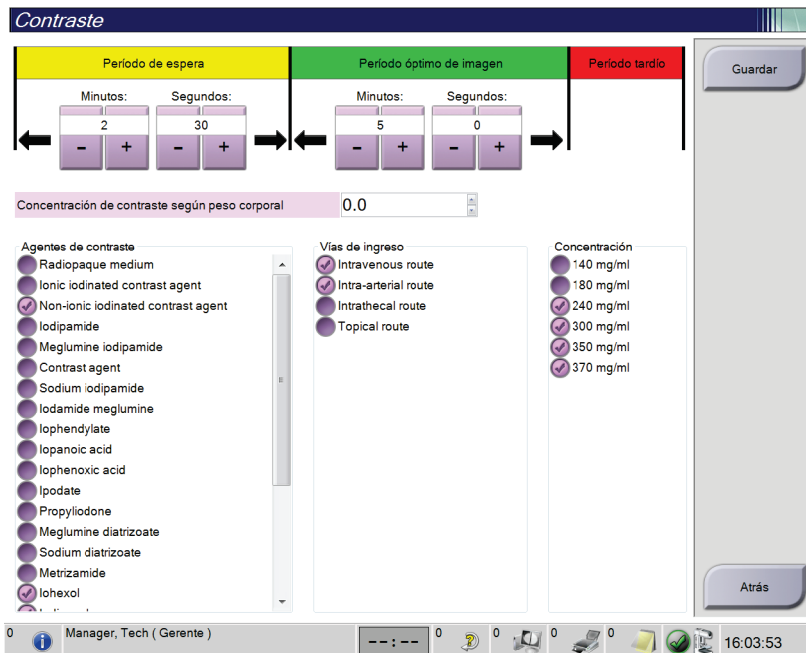 Contraste
Período de espera
Período óptimo de imagen
Período tardío
Guardar
Minutos:
Segundos:
Minutos:
Segundos:
2
30
5
0
- + - + - + - +
Concentración de contraste según peso corporal
0.0
Agentes de contraste
Radiopaque medium
Ionic iodinated contrast agent
Non-ionic iodinated contrast agent
Iodipamide
Meglumine iodipamide
Contrast agent
Sodium iodipamide
Iodamide meglumine
Iophendylate
Iopanoic acid
Iophenoxic acid
Ipodate
Propyliodone
Meglumine diatrizoate
Sodium diatrizoate
Metrizamide
Iohexol
Vías de ingreso
Intravenous route
Intra-arterial route
Intrathecal route
Topical route
Concentración
140 mg/ml
180 mg/ml
240 mg/ml
300 mg/ml
350 mg/ml
370 mg/ml
Atrás
0
Manager, Tech ( Gerente )
--:--
0
0
0
0
16:03:53